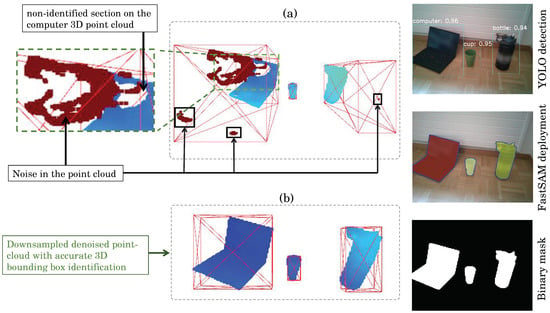 non-identified section on the
computer 3D point cloud
(a)
Noise in the point cloud
(b)
Downsampled denoised point-
cloud with accurate 3D
bounding box identification
computer: 0.86
bottle: 0.94
cup: 0.95
YOLO detection
FastSAM deployment
Binary mask